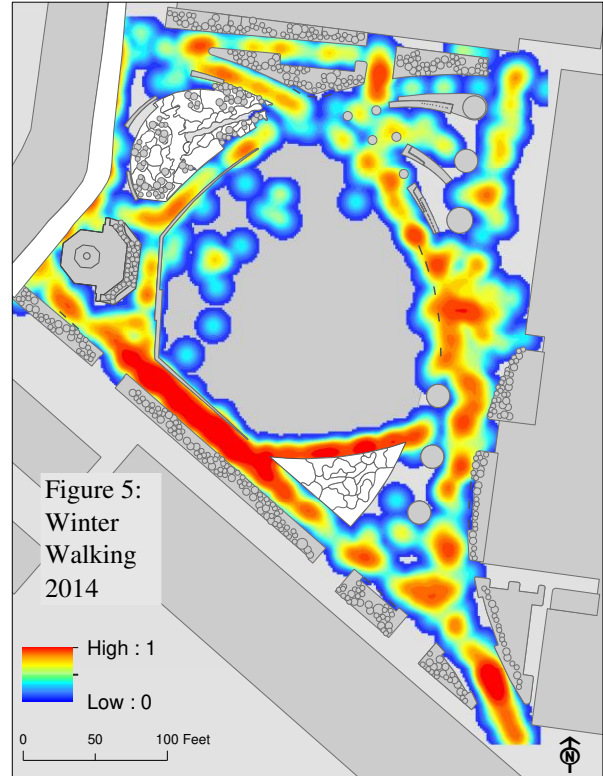 Figure 5:
Winter
Walking
2014
High : 1
Low : 0
0 50 100 Feet
N